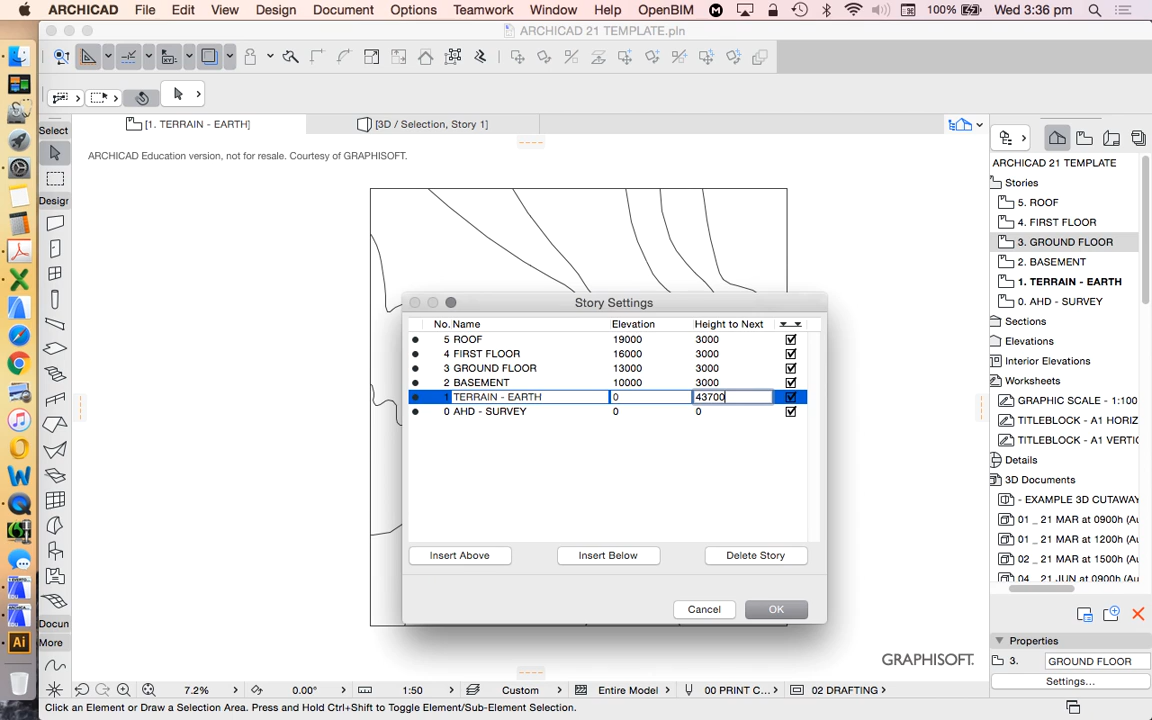 ARCHICAD File Edit View Design Document Options Teamwork Window Help OpenBIM 100% Wed 3:36 pm
ARCHICAD 21 TEMPLATE.pln
[1. TERRAIN - EARTH]
[3D / Selection, Story 1]
Select
Design
Docun
More
ARCHICAD Education version, not for resale. Courtesy of GRAPHISOFT.
Story Settings
No. Name Elevation Height to Next
5 ROOF 19000 3000
4 FIRST FLOOR 16000 3000
3 GROUND FLOOR 13000 3000
2 BASEMENT 10000 3000
1 TERRAIN - EARTH 0 43700
0 AHD - SURVEY 0 0
Insert Above Insert Below Delete Story
Cancel OK
GRAPHISOFT.
ARCHICAD 21 TEMPLATE
Stories
5. ROOF
4. FIRST FLOOR
3. GROUND FLOOR
2. BASEMENT
1. TERRAIN - EARTH
0. AHD - SURVEY
Sections
Elevations
Interior Elevations
Worksheets
GRAPHIC SCALE - 1:100
TITLEBLOCK - A1 HORIZ
TITLEBLOCK - A1 VERTIC
Details
3D Documents
- EXAMPLE 3D CUTAWAY
01 _ 21 MAR at 0900h (Au
01 _ 21 MAR at 1200h (Au
02 _ 21 MAR at 1500h (Au
04 _ 21 JUN at 0900h (Au
Properties
3. GROUND FLOOR
Settings...
7.2% 0.00° 1:50 Custom Entire Model 00 PRINT C... 02 DRAFTING
Click an Element or Draw a Selection Area. Press and Hold Ctrl+Shift to Toggle Element/Sub-Element Selection.